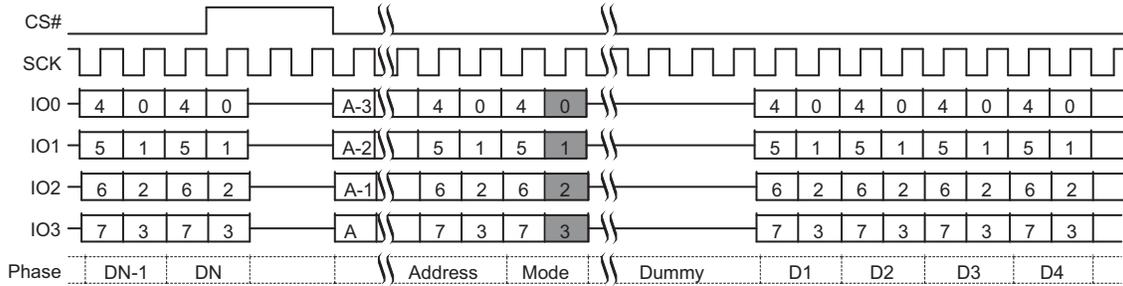 CS#
SCK
IO0 4 0 4 0 A-3 4 0 4 0 4 0 4 0 4 0 4 0
IO1 5 1 5 1 A-2 5 1 5 1 5 1 5 1 5 1 5 1
IO2 6 2 6 2 A-1 6 2 6 2 6 2 6 2 6 2 6 2
IO3 7 3 7 3 A 7 3 7 3 7 3 7 3 7 3 7 3
Phase DN-1 DN Address Mode Dummy D1 D2 D3 D4